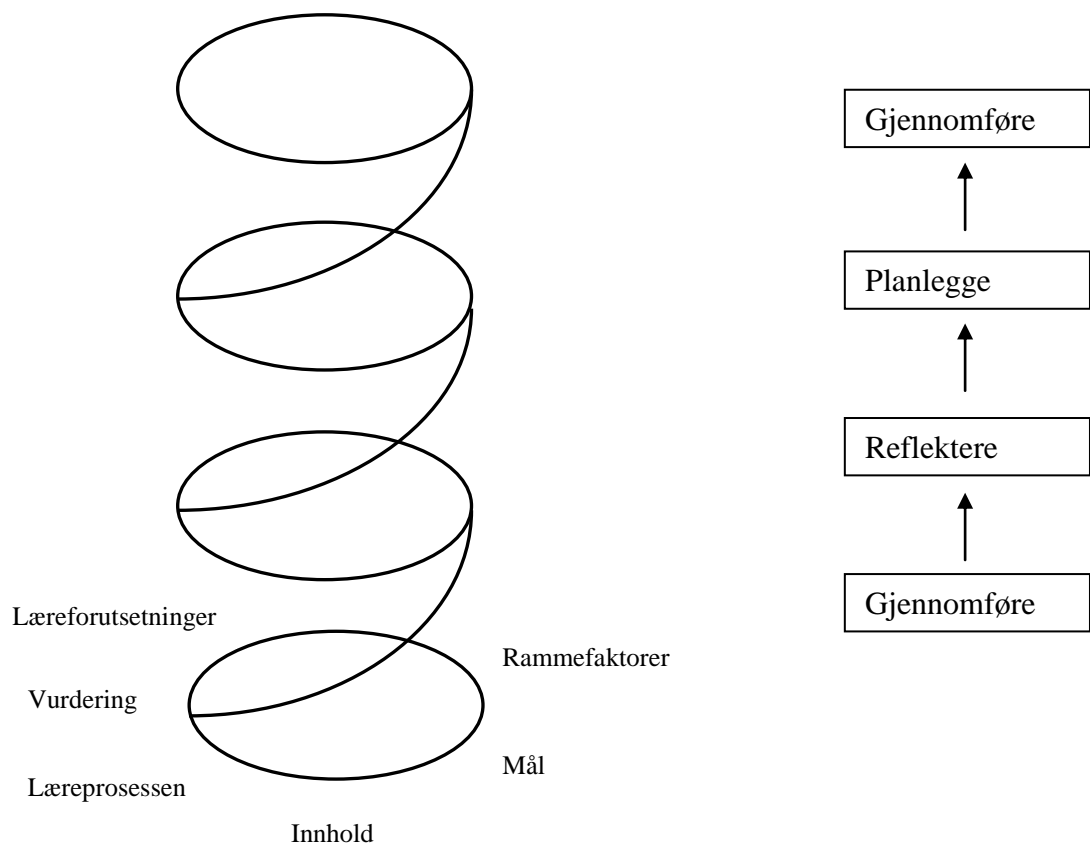 Gjennomføre
Planlegge
Reflektere
Gjennomføre
Læreforutsetninger
Rammefaktorer
Vurdering
Mål
Læreprosessen
Innhold